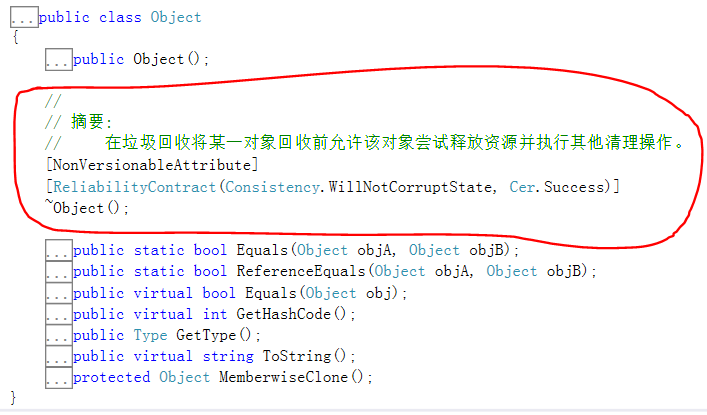 ...public class Object
{
...public Object();
//
// 摘要:
// 在垃圾回收将某一对象回收前允许该对象尝试释放资源并执行其他清理操作。
[NonVersionableAttribute]
[ReliabilityContract(Consistency.WillNotCorruptState, Cer.Success)]
~Object();
...public static bool Equals(Object objA, Object objB);
...public static bool ReferenceEquals(Object objA, Object objB);
...public virtual bool Equals(Object obj);
...public virtual int GetHashCode();
...public Type GetType();
...public virtual string ToString();
...protected Object MemberwiseClone();
}